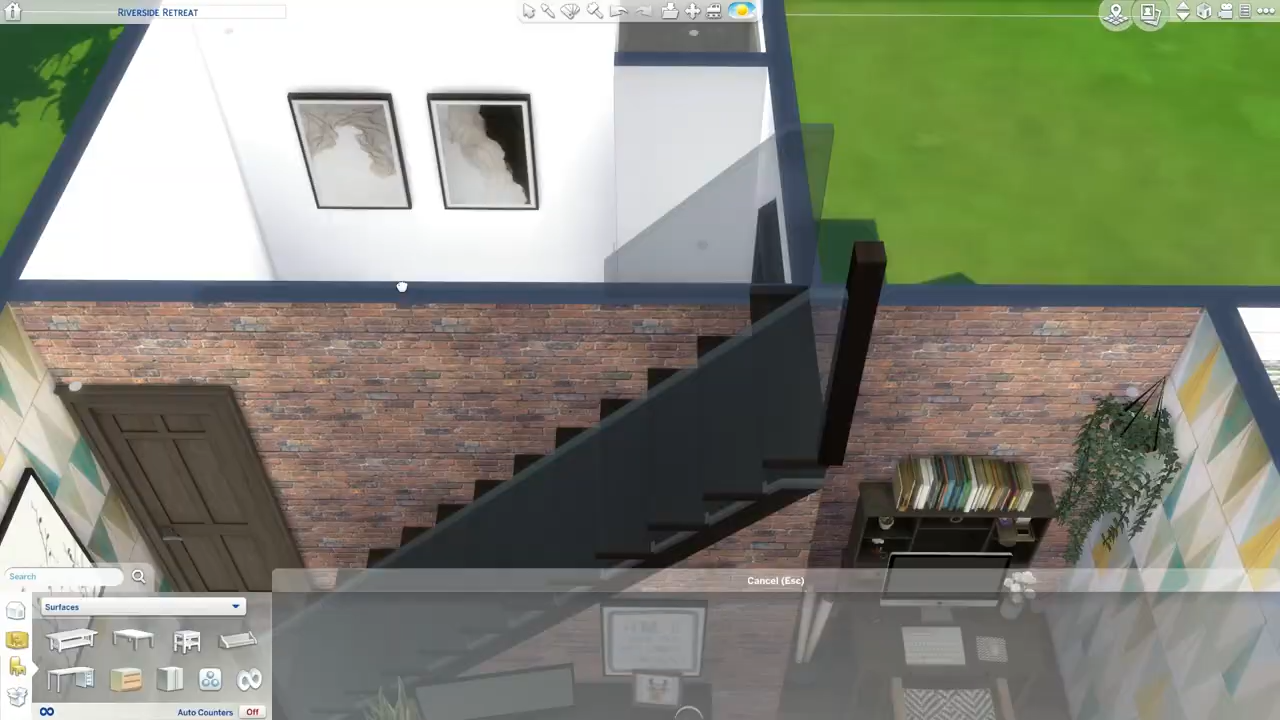 RIVERSIDE RETREAT
Cancel (Esc)
Search
Surfaces
Auto Counters Off